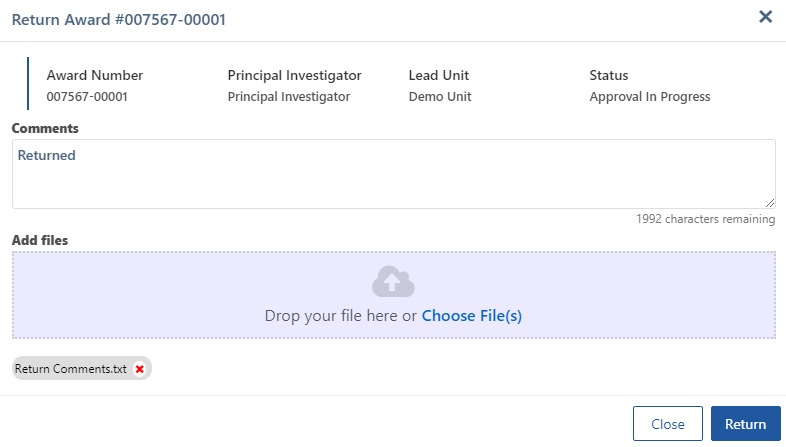 Return Award #007567-00001
Award Number Principal Investigator Lead Unit Status
007567-00001 Principal Investigator Demo Unit Approval In Progress
Comments
Returned
1992 characters remaining
Add files
Drop your file here or Choose File(s)
Return Comments.txt
Close Return